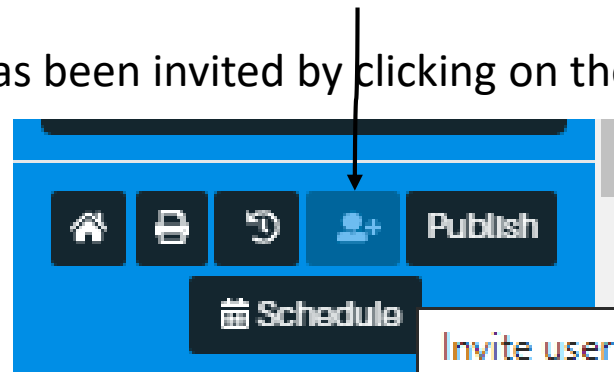 as been invited by clicking on the
Publish
Schedule
Invite user